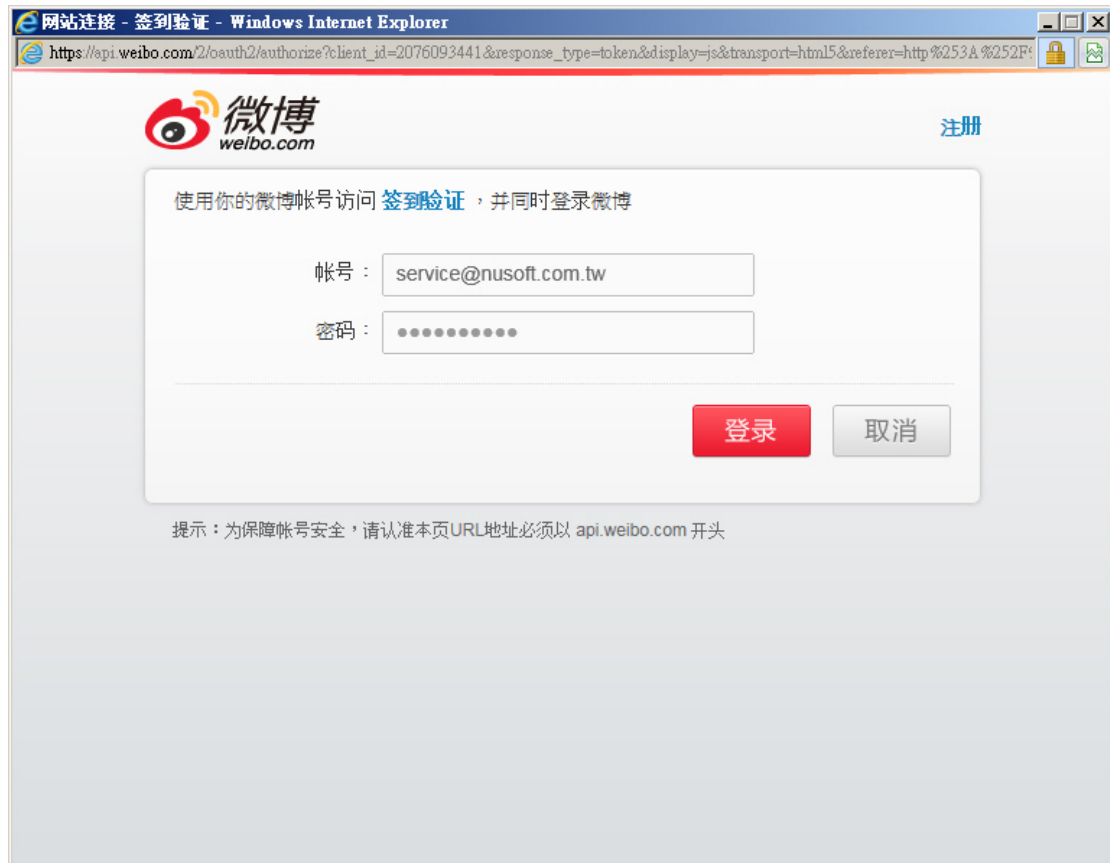 网站连接 - 签到验证 - Windows Internet Explorer
https://api.weibo.com/2/oauth2/authorize?client_id=2076093441&response_type=token&display=js&transport=html5&referer=http%253A%252F
微博
weibo.com
注册
使用你的微博帐号访问 签到验证 ，并同时登录微博
帐号： service@nusoft.com.tw
密码： ●●●●●●●●●●
登录 取消
提示：为保障帐号安全，请认准本页URL地址必须以 api.weibo.com 开头